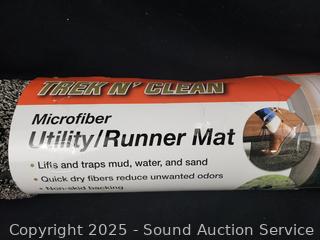 TREK N' CLEAN
Microfiber
Utility/Runner Mat
• Lifts and traps mud, water, and sand
• Quick dry fibers reduce unwanted odors
• Non-skid backing
Copyright 2025 - Sound Auction Service